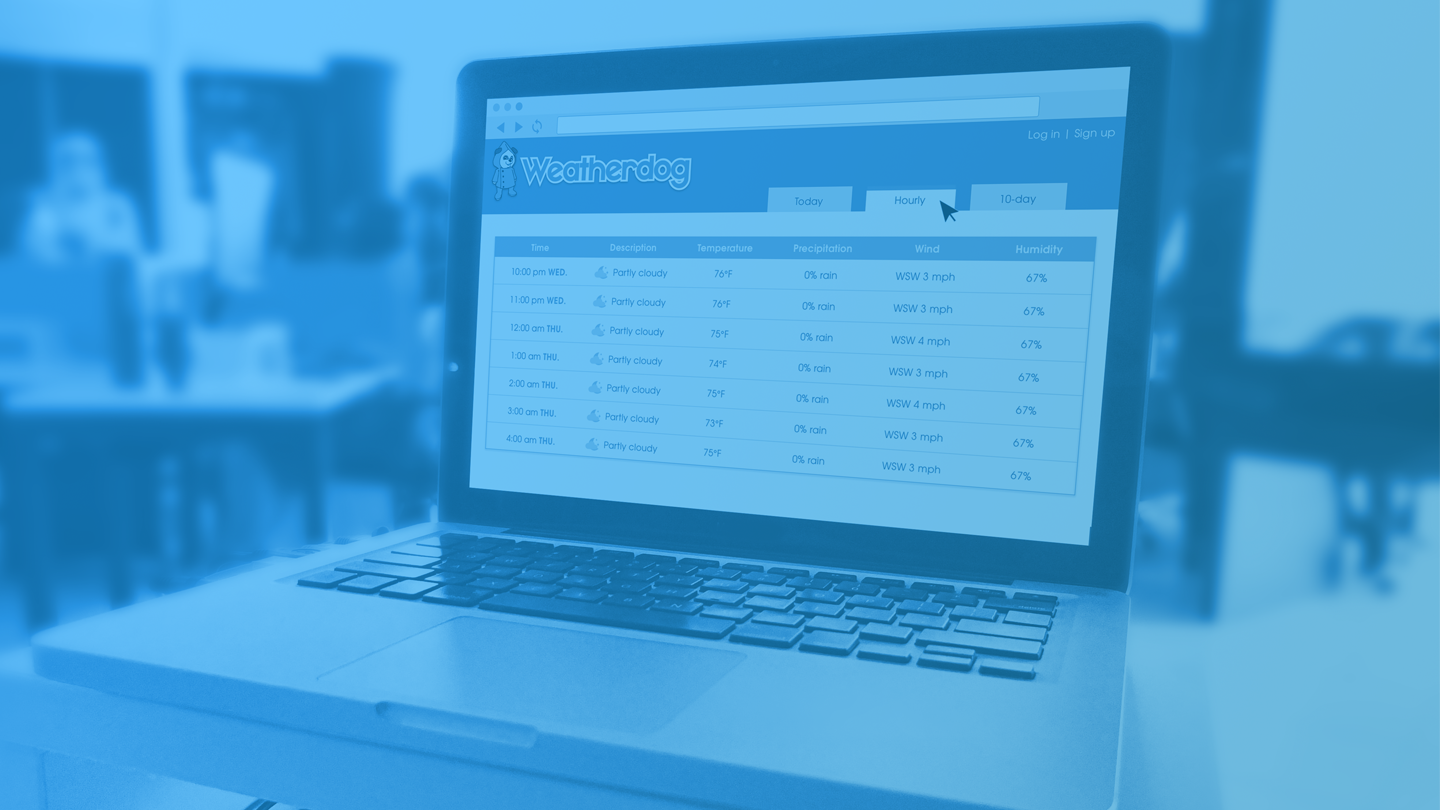 Log in | Sign up
Weatherdog
Today Hourly 10-day
Time Description Temperature Precipitation Wind Humidity
10:00 pm WED. Partly cloudy 76°F 0% rain WSW 3 mph 67%
11:00 pm WED. Partly cloudy 76°F 0% rain WSW 3 mph 67%
12:00 am THU. Partly cloudy 75°F 0% rain WSW 4 mph 67%
1:00 am THU. Partly cloudy 74°F 0% rain WSW 3 mph 67%
2:00 am THU. Partly cloudy 75°F 0% rain WSW 4 mph 67%
3:00 am THU. Partly cloudy 73°F 0% rain WSW 3 mph 67%
4:00 am THU. Partly cloudy 75°F 0% rain WSW 3 mph 67%